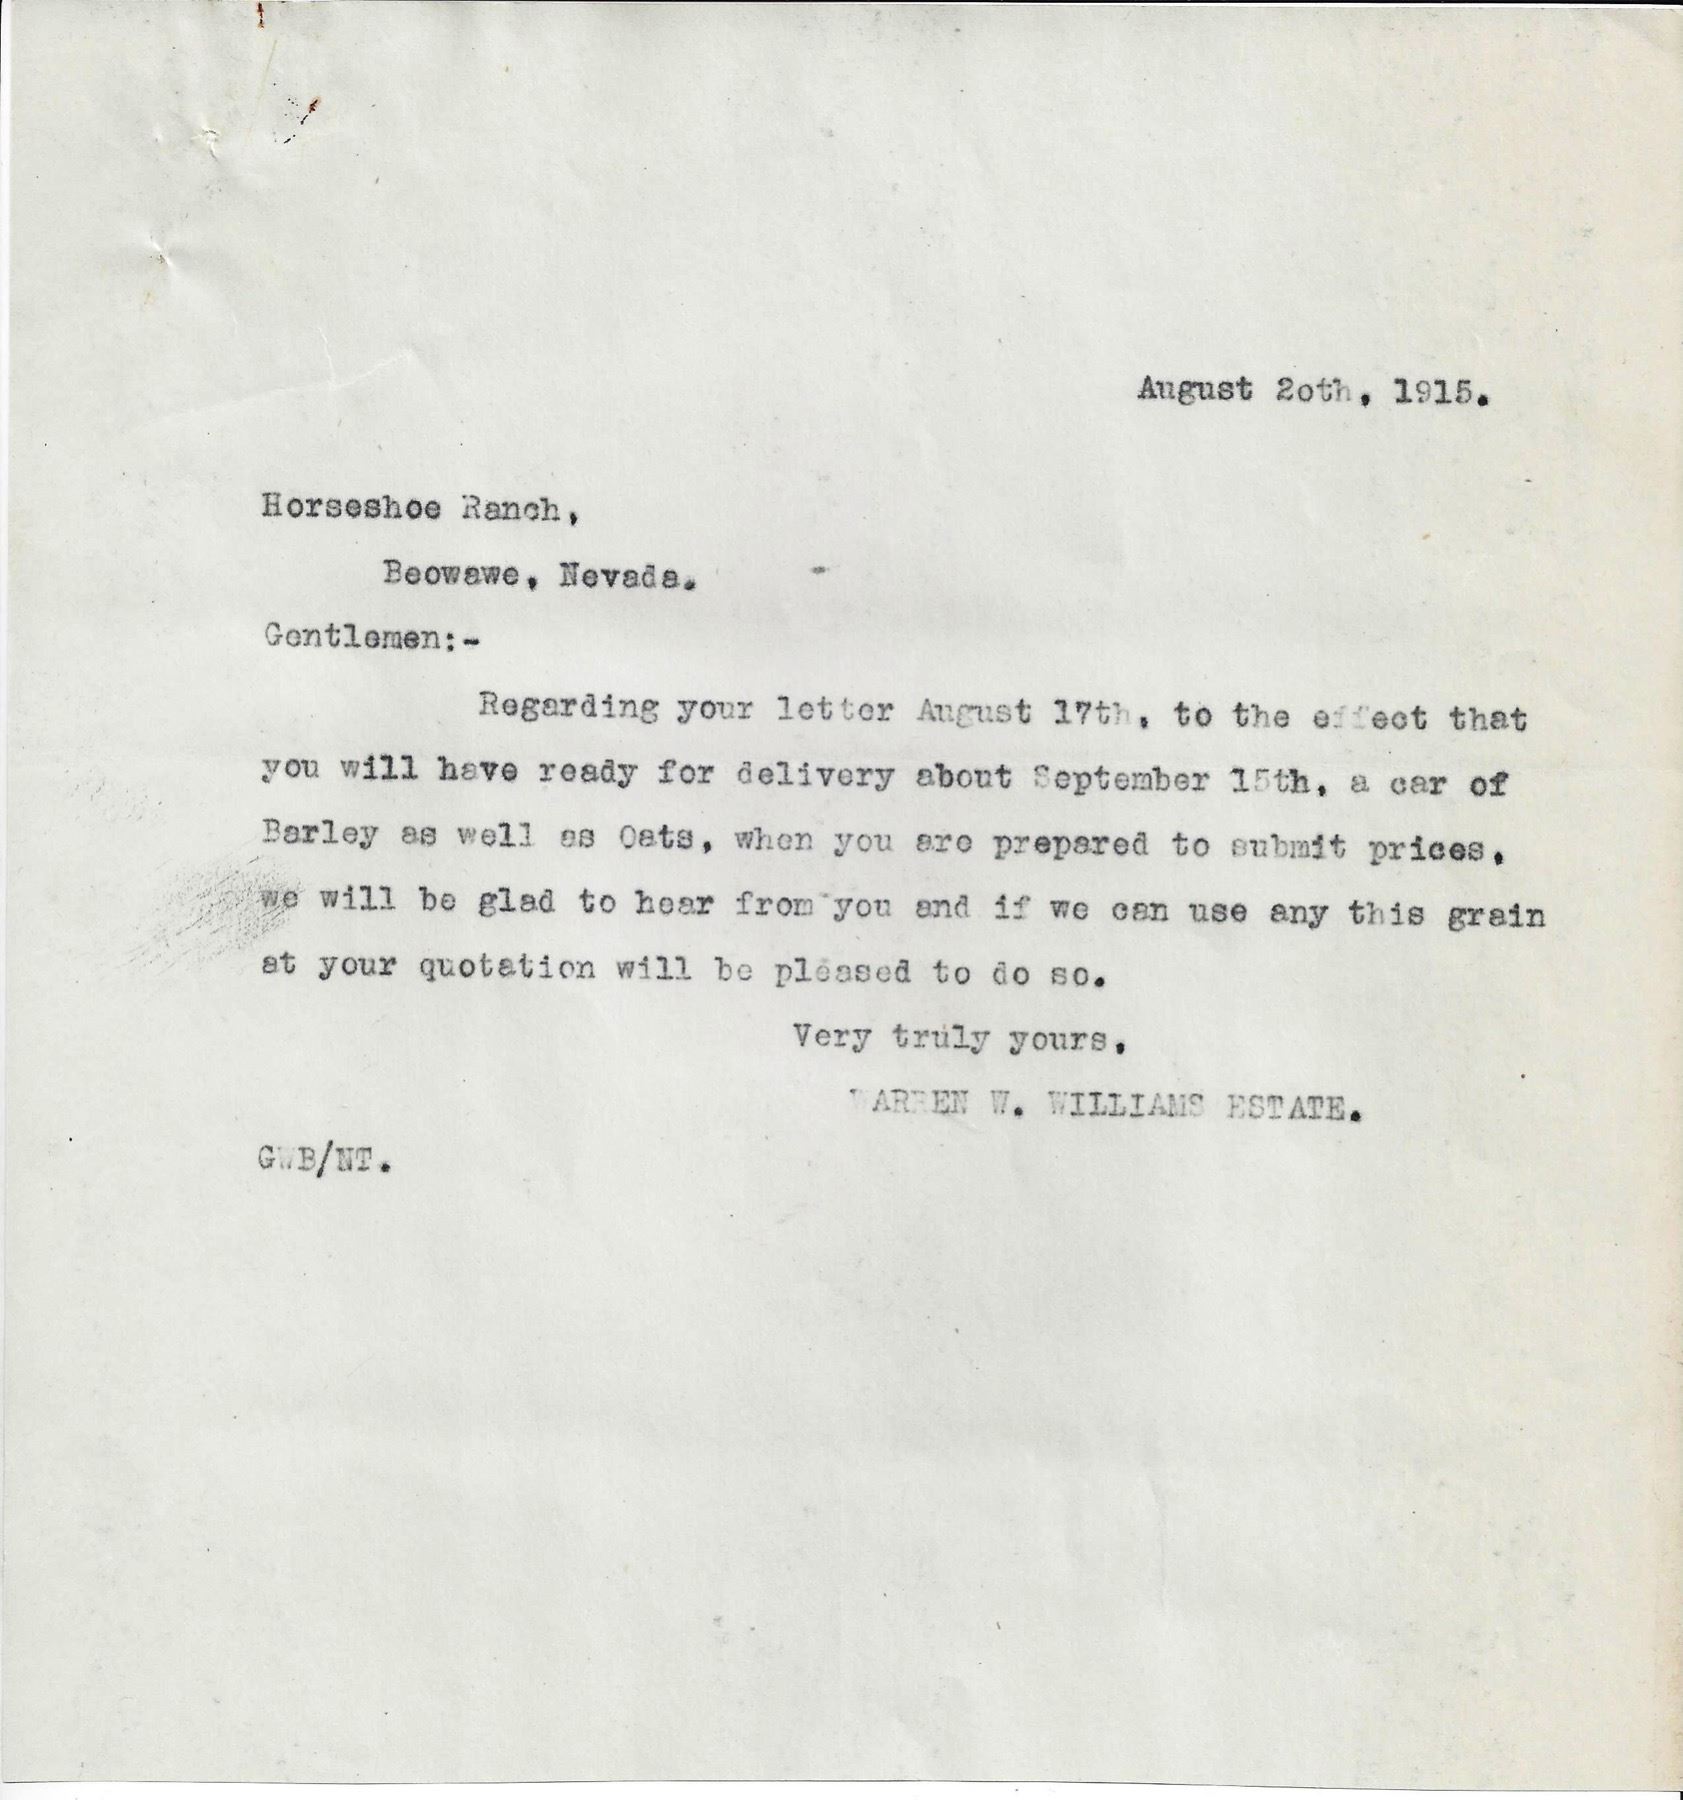 August 2oth, 1915.
Horseshoe Ranch,
Beowawe, Nevada.
Gentlemen:-
Regarding your letter August 17th, to the effect that
you will have ready for delivery about September 15th, a car of
Barley as well as Oats, when you are prepared to submit prices,
we will be glad to hear from you and if we can use any this grain
at your quotation will be pleased to do so.
Very truly yours,
WARREN W. WILLIAMS ESTATE.
GWB/NT.